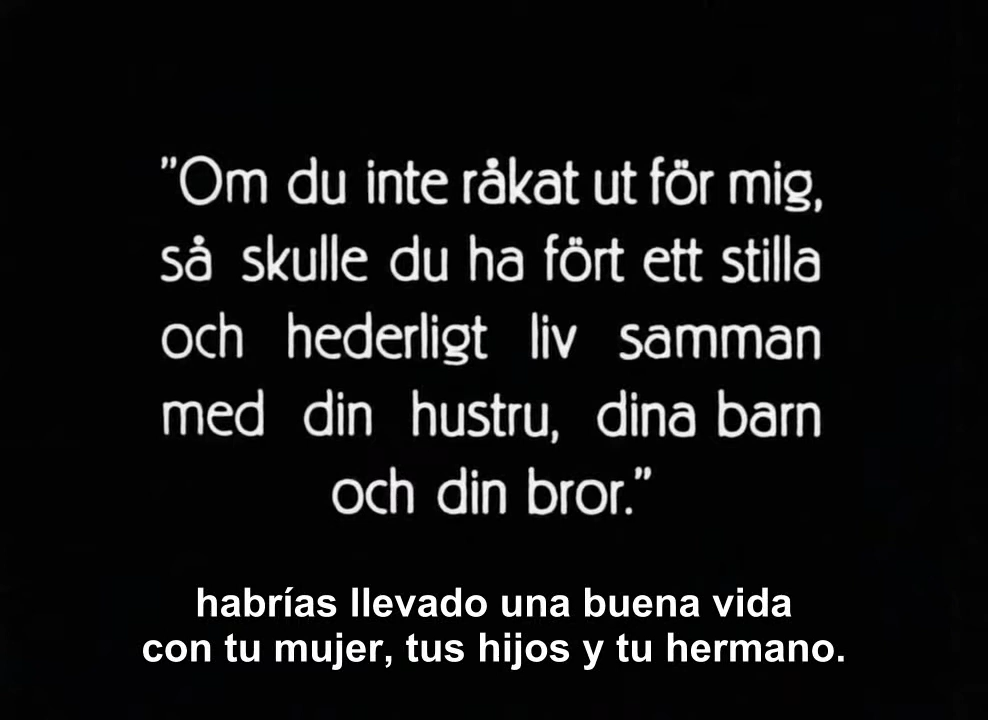 ”Om du inte råkat ut för mig,
så skulle du ha fört ett stilla
och hederligt liv samman
med din hustru, dina barn
och din bror.”
habrías llevado una buena vida
con tu mujer, tus hijos y tu hermano.